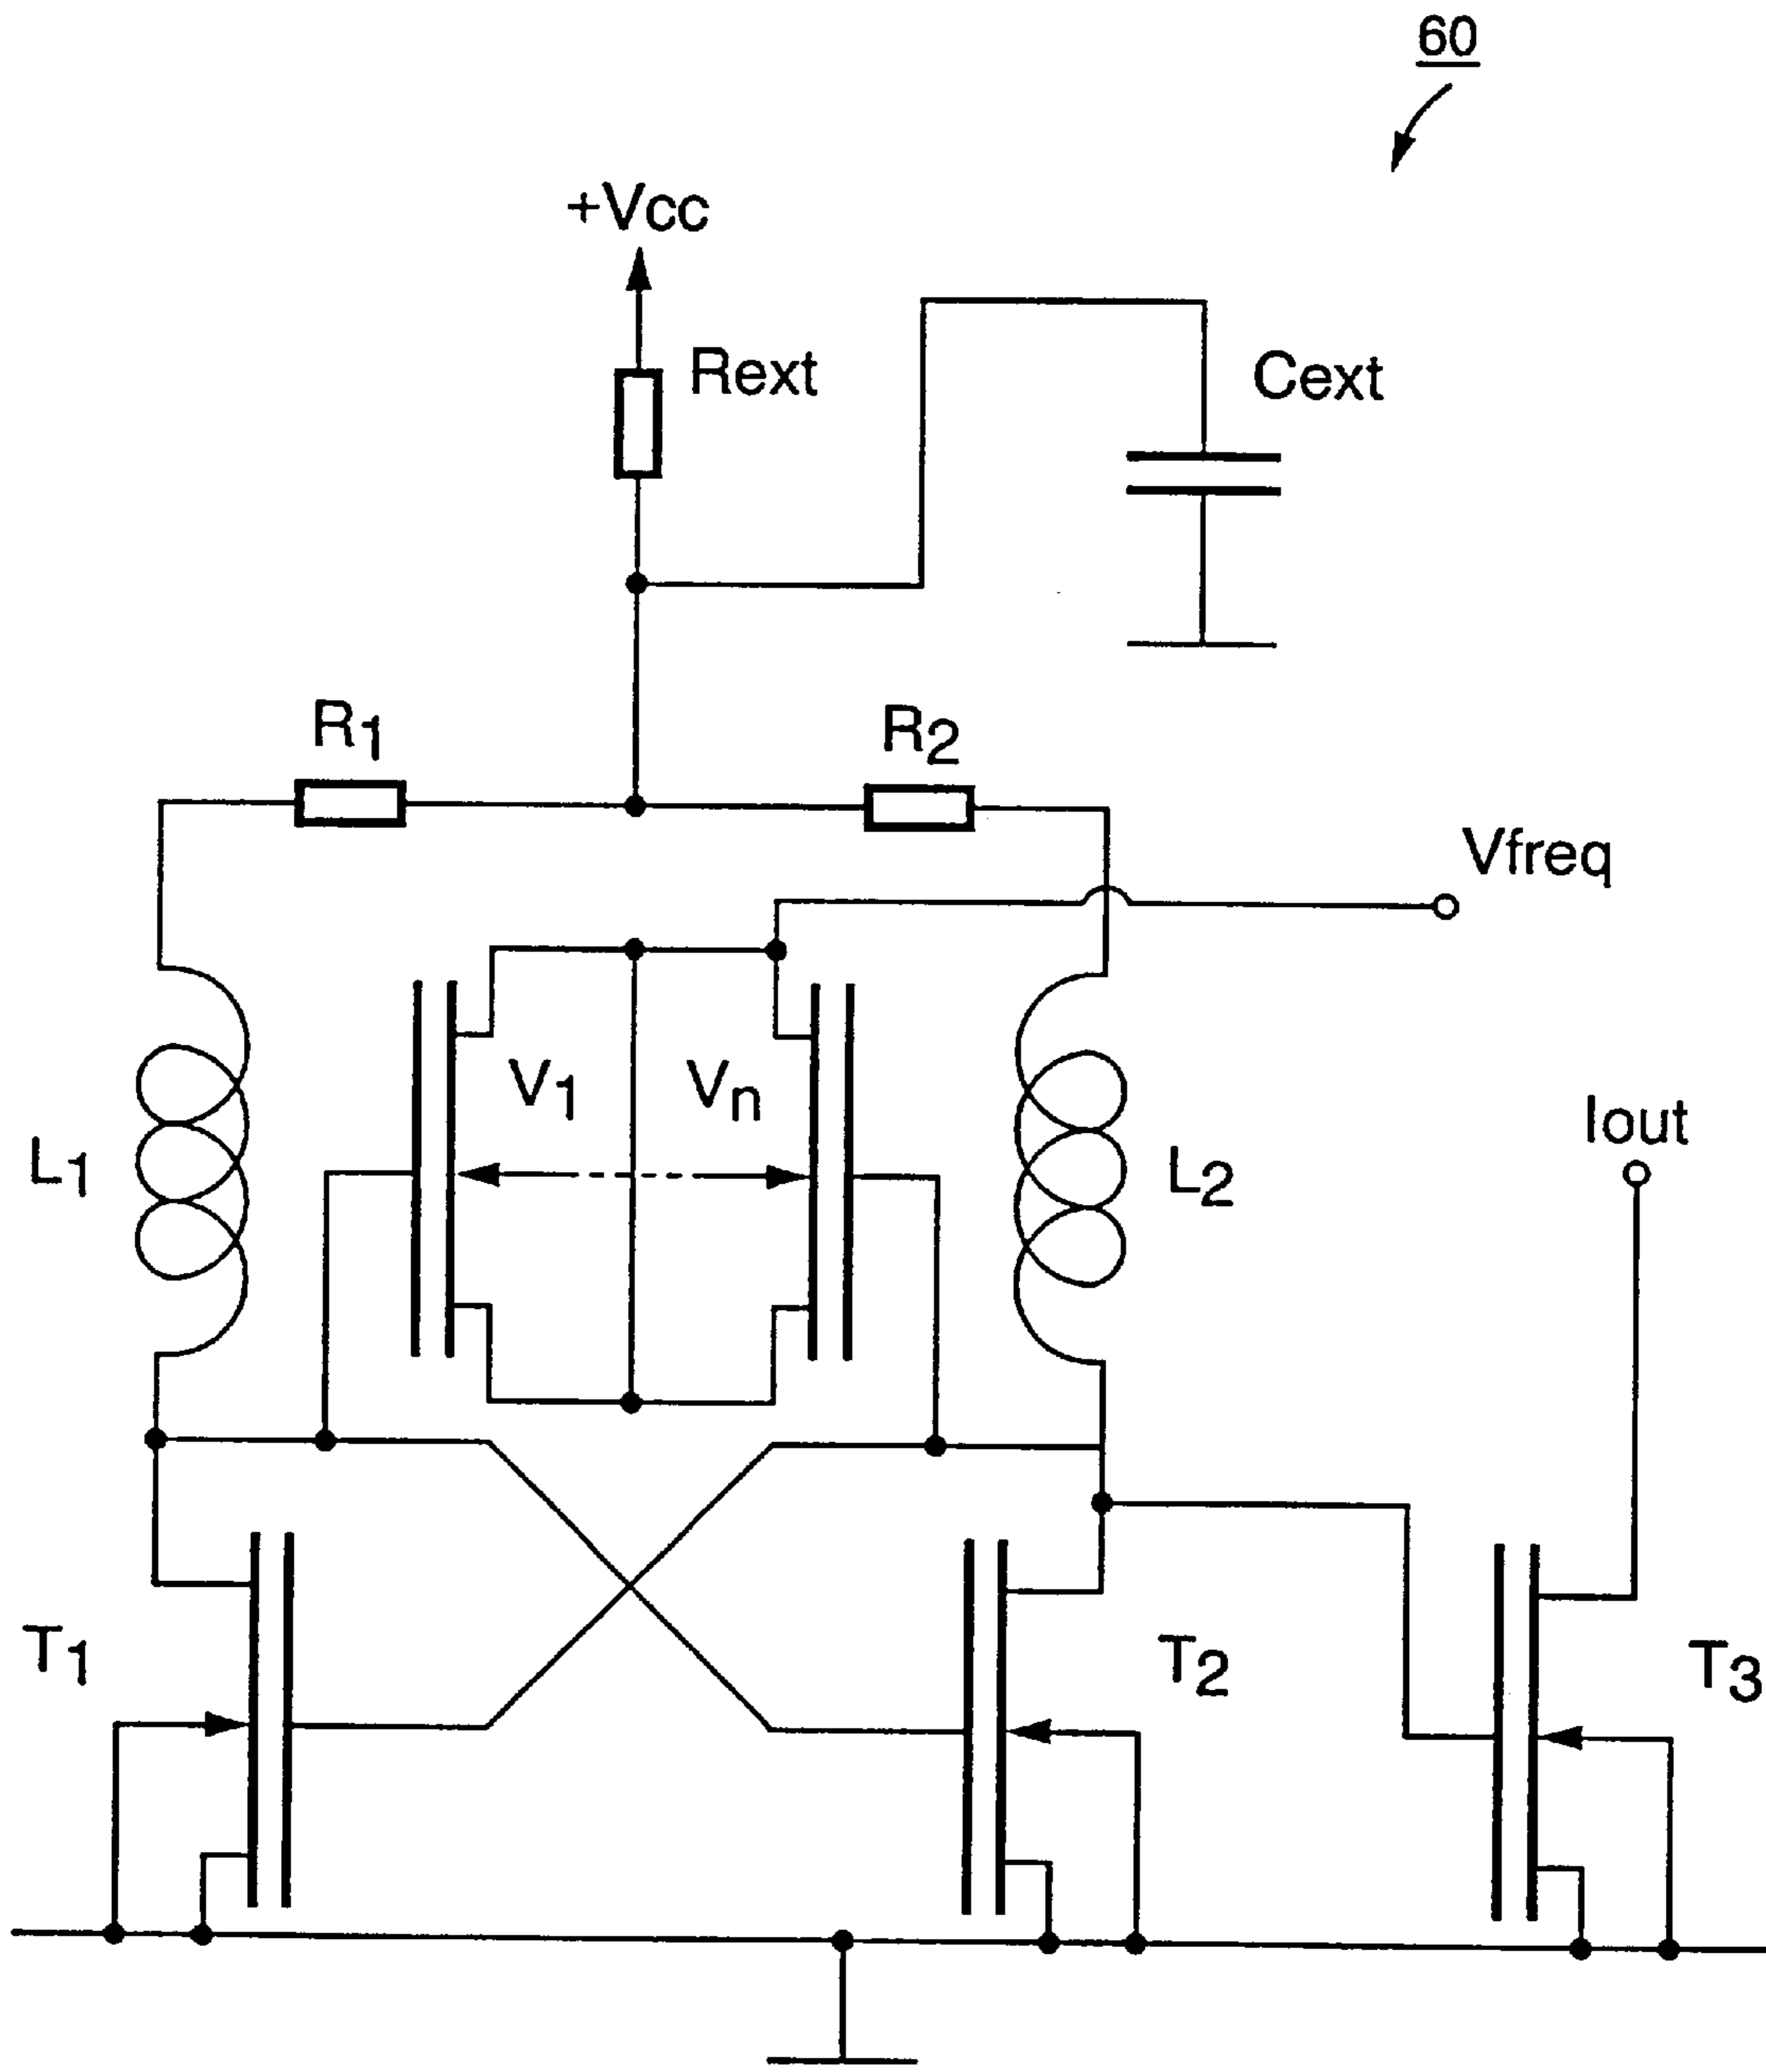 60
+Vcc
Rext
Cext
R1
R2
Vfreq
V1
Vn
Iout
L1
L2
T1
T2
T3